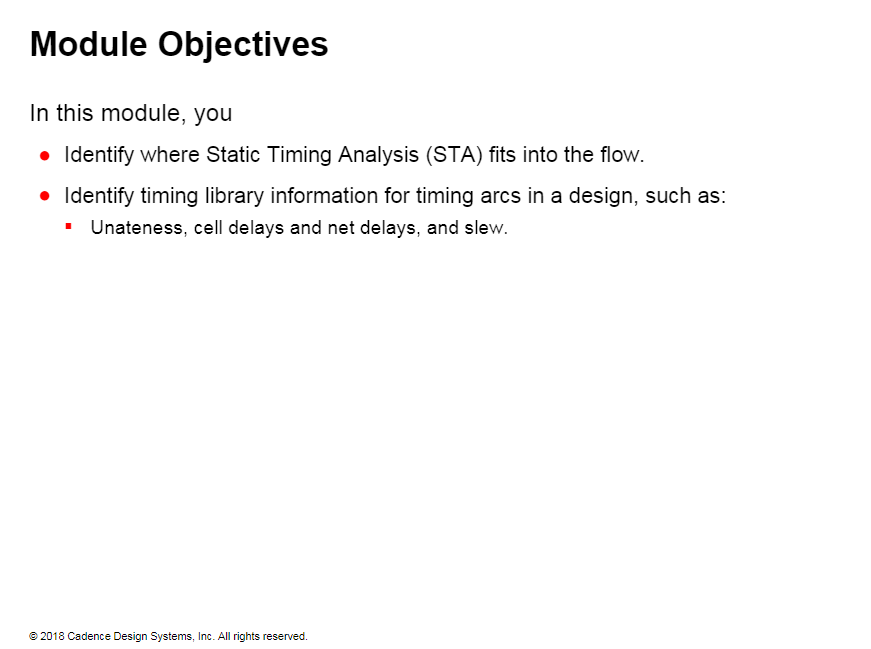 Module Objectives
In this module, you
● Identify where Static Timing Analysis (STA) fits into the flow.
● Identify timing library information for timing arcs in a design, such as:
▪ Unateness, cell delays and net delays, and slew.
© 2018 Cadence Design Systems, Inc. All rights reserved.